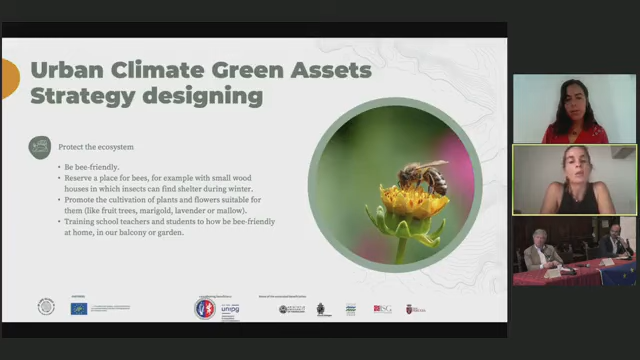 Urban Climate Green Assets
Strategy designing
Protect the ecosystem
• Be bee-friendly.
• Reserve a place for bees, for example with small wood
houses in which insects can find shelter during winter.
• Promote the cultivation of plants and flowers suitable for
them (like fruit trees, marigold, lavender or mallow).
• Training school teachers and students to how be bee-friendly
at home, in our balcony or garden.
unipg